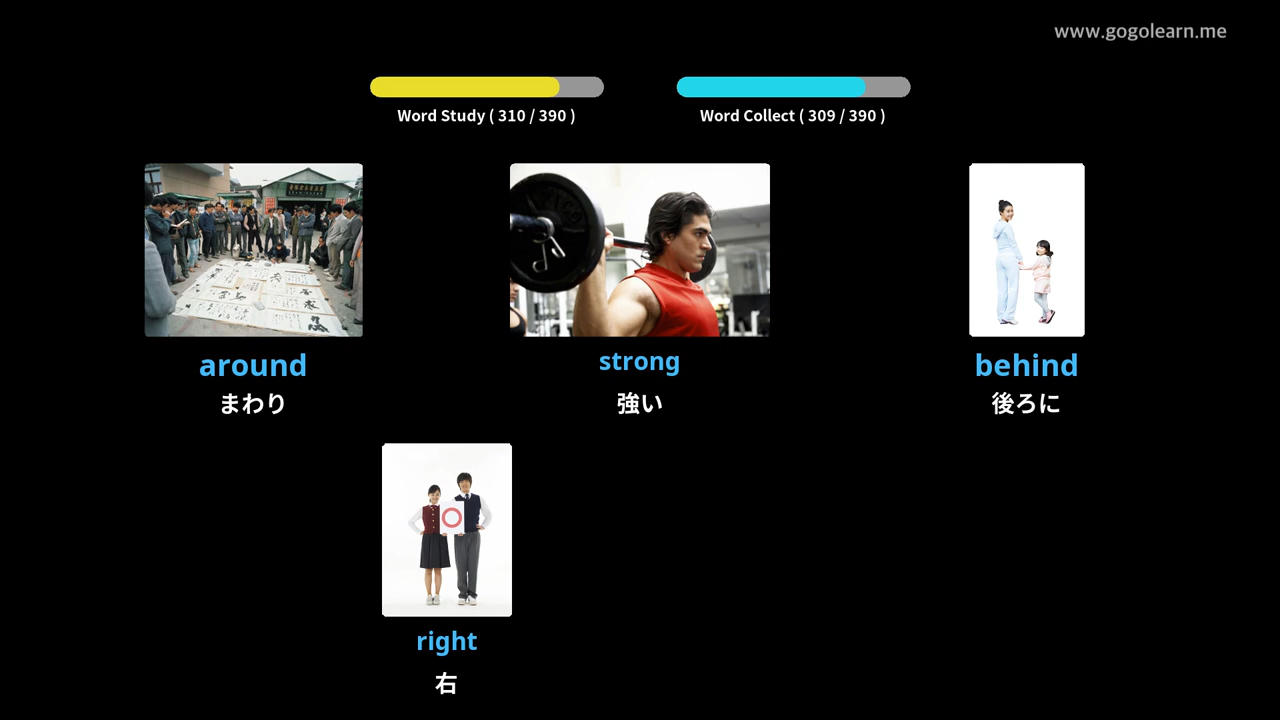 www.gogolearn.me
Word Study ( 310 / 390 )
Word Collect ( 309 / 390 )
around
まわり
strong
強い
behind
後ろに
right
右